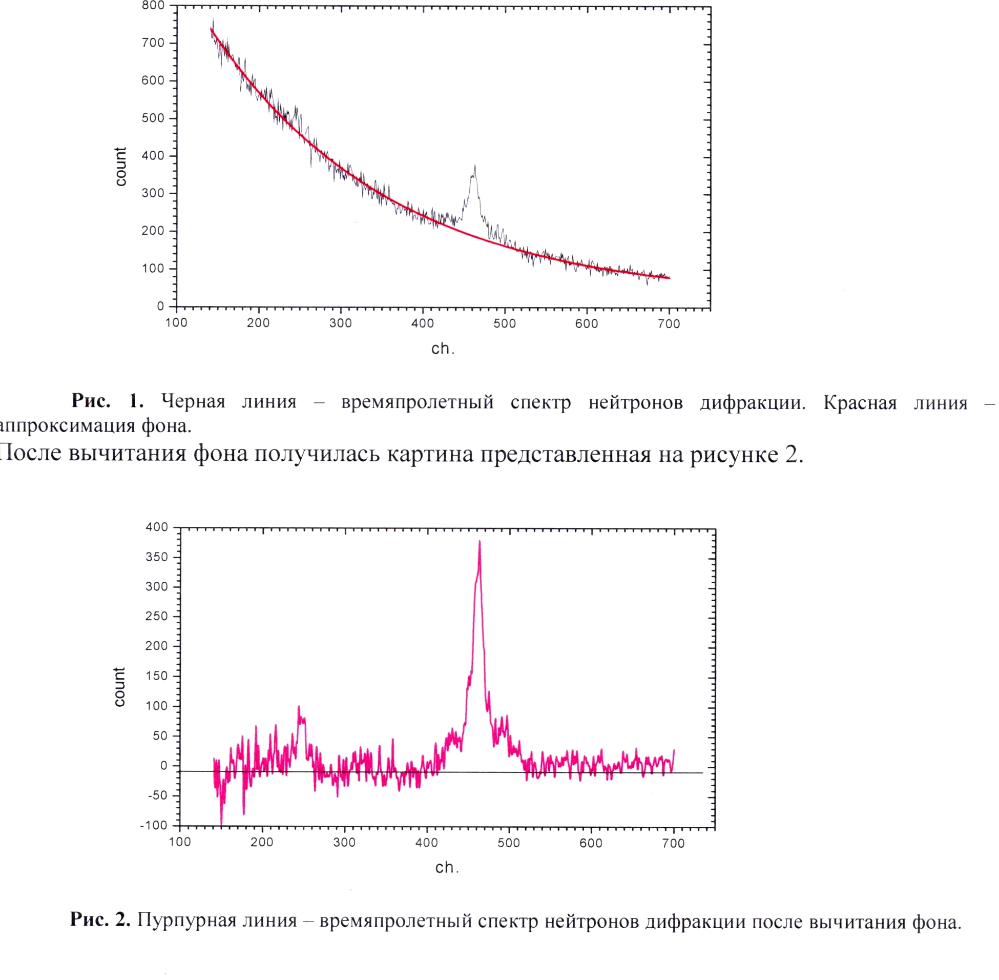 800
700
600
500
400
300
200
100
0
count
100 200 300 400 500 600 700
ch.
Рис. 1. Черная линия – времяпролетный спектр нейтронов дифракции. Красная линия –
аппроксимация фона.
После вычитания фона получилась картина представленная на рисунке 2.
400
350
300
250
200
150
100
50
0
-50
-100
count
100 200 300 400 500 600 700
ch.
Рис. 2. Пурпурная линия – времяпролетный спектр нейтронов дифракции после вычитания фона.